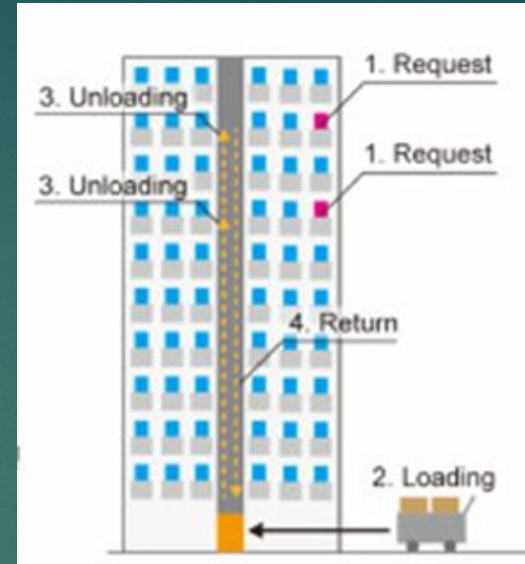 1. Request
3. Unloading
1. Request
3. Unloading
4. Return
2. Loading